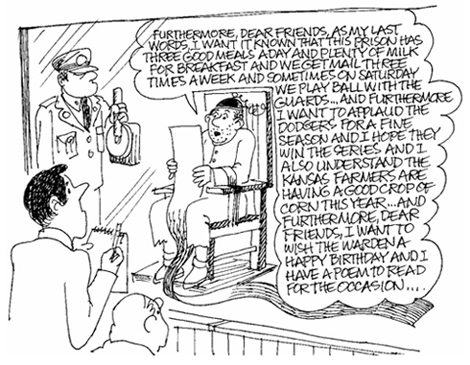 FURTHERMORE, DEAR FRIENDS, AS MY LAST
WORDS, I WANT IT KNOWN THAT THIS PRISON HAS
THREE GOOD MEALS A DAY AND PLENTY OF MILK
FOR BREAKFAST AND WE GET MAIL THREE
TIMES A WEEK AND SOMETIMES ON SATURDAY
WE PLAY BALL WITH THE
GUARDS... AND FURTHERMORE
I WANT TO APPLAUD THE
DODGERS FOR A FINE
SEASON AND I HOPE THEY
WIN THE SERIES AND I
ALSO UNDERSTAND THE
KANSAS FARMERS ARE
HAVING A GOOD CROP OF
CORN THIS YEAR... AND
FURTHERMORE, DEAR
FRIENDS, I WANT TO
WISH THE WARDEN A
HAPPY BIRTHDAY AND I
HAVE A POEM TO READ
FOR THE OCCASION....